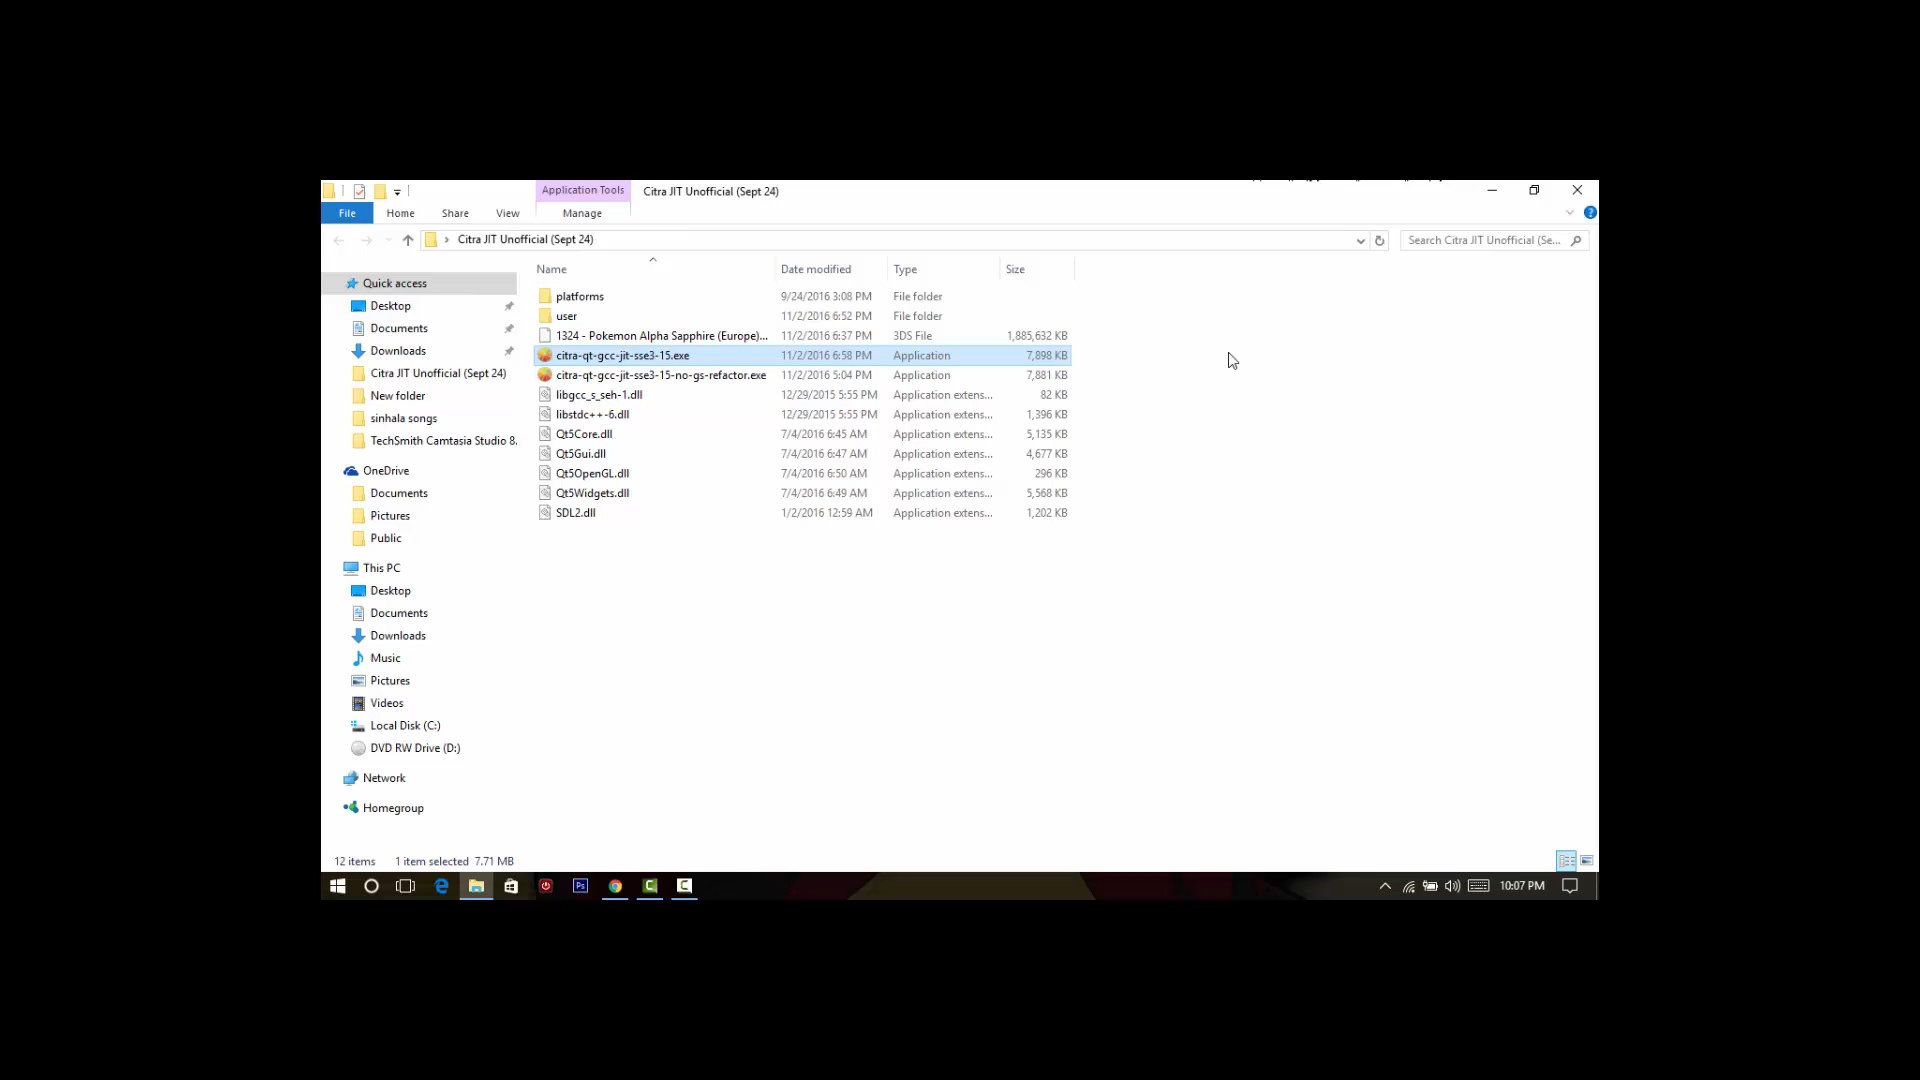 Application Tools
Citra JIT Unofficial (Sept 24)
File Home Share View Manage
Citra JIT Unofficial (Sept 24)
Search Citra JIT Unofficial (Se...
Name Date modified Type Size
Quick access
Desktop
Documents
Downloads
Citra JIT Unofficial (Sept 24)
New folder
sinhala songs
TechSmith Camtasia Studio 8.
OneDrive
Documents
Pictures
Public
This PC
Desktop
Documents
Downloads
Music
Pictures
Videos
Local Disk (C:)
DVD RW Drive (D:)
Network
Homegroup
platforms 9/24/2016 3:08 PM File folder
user 11/2/2016 6:52 PM File folder
1324 - Pokemon Alpha Sapphire (Europe)... 11/2/2016 6:37 PM 3DS File 1,885,632 KB
citra-qt-gcc-jit-sse3-15.exe 11/2/2016 6:58 PM Application 7,898 KB
citra-qt-gcc-jit-sse3-15-no-gs-refactor.exe 11/2/2016 5:04 PM Application 7,881 KB
libgcc_s_seh-1.dll 12/29/2015 5:55 PM Application extens... 82 KB
libstdc++-6.dll 12/29/2015 5:55 PM Application extens... 1,396 KB
Qt5Core.dll 7/4/2016 6:45 AM Application extens... 5,135 KB
Qt5Gui.dll 7/4/2016 6:47 AM Application extens... 4,677 KB
Qt5OpenGL.dll 7/4/2016 6:50 AM Application extens... 296 KB
Qt5Widgets.dll 7/4/2016 6:49 AM Application extens... 5,568 KB
SDL2.dll 1/2/2016 12:59 AM Application extens... 1,202 KB
12 items 1 item selected 7.71 MB
Ps
10:07 PM